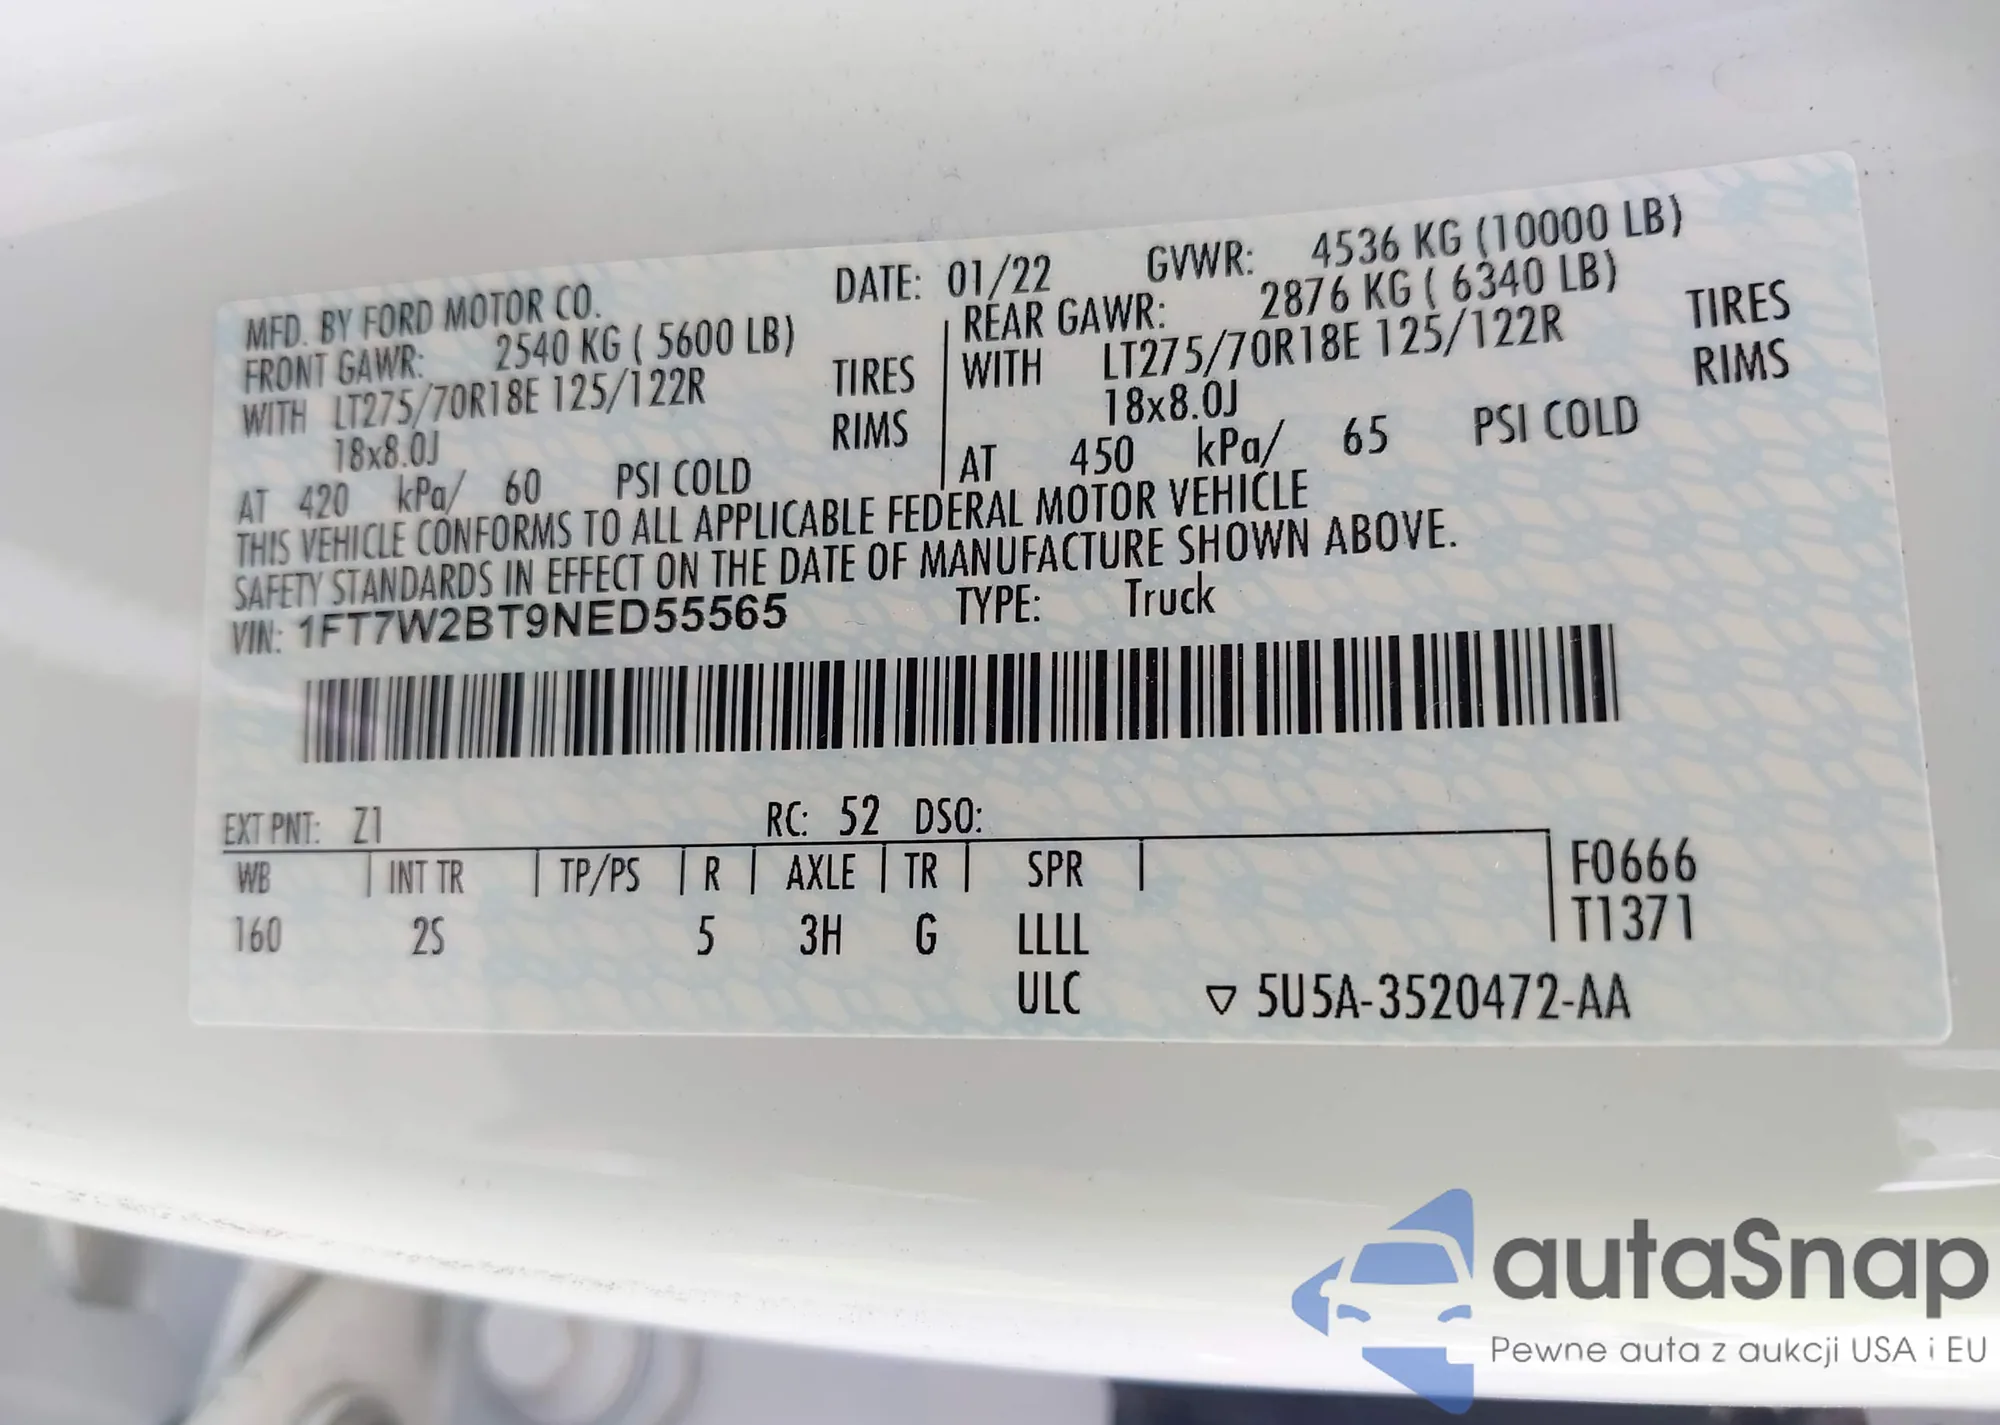 MFD. BY FORD MOTOR CO. DATE: 01/22 GVWR: 4536 KG (10000 LB)
FRONT GAWR: 2540 KG ( 5600 LB) REAR GAWR: 2876 KG ( 6340 LB)
WITH LT275/70R18E 125/122R TIRES WITH LT275/70R18E 125/122R TIRES
18x8.0J RIMS 18x8.0J RIMS
AT 420 kPa/ 60 PSI COLD AT 450 kPa/ 65 PSI COLD
THIS VEHICLE CONFORMS TO ALL APPLICABLE FEDERAL MOTOR VEHICLE
SAFETY STANDARDS IN EFFECT ON THE DATE OF MANUFACTURE SHOWN ABOVE.
VIN: 1FT7W2BT9NED55565 TYPE: Truck
EXT PNT: Z1 RC: 52 DSO:
WB INT TR TP/PS R AXLE TR SPR F0666
160 2S 5 3H G LLLL T1371
ULC ▽ 5U5A-3520472-AA
autaSnap
Pewne auta z aukcji USA i EU